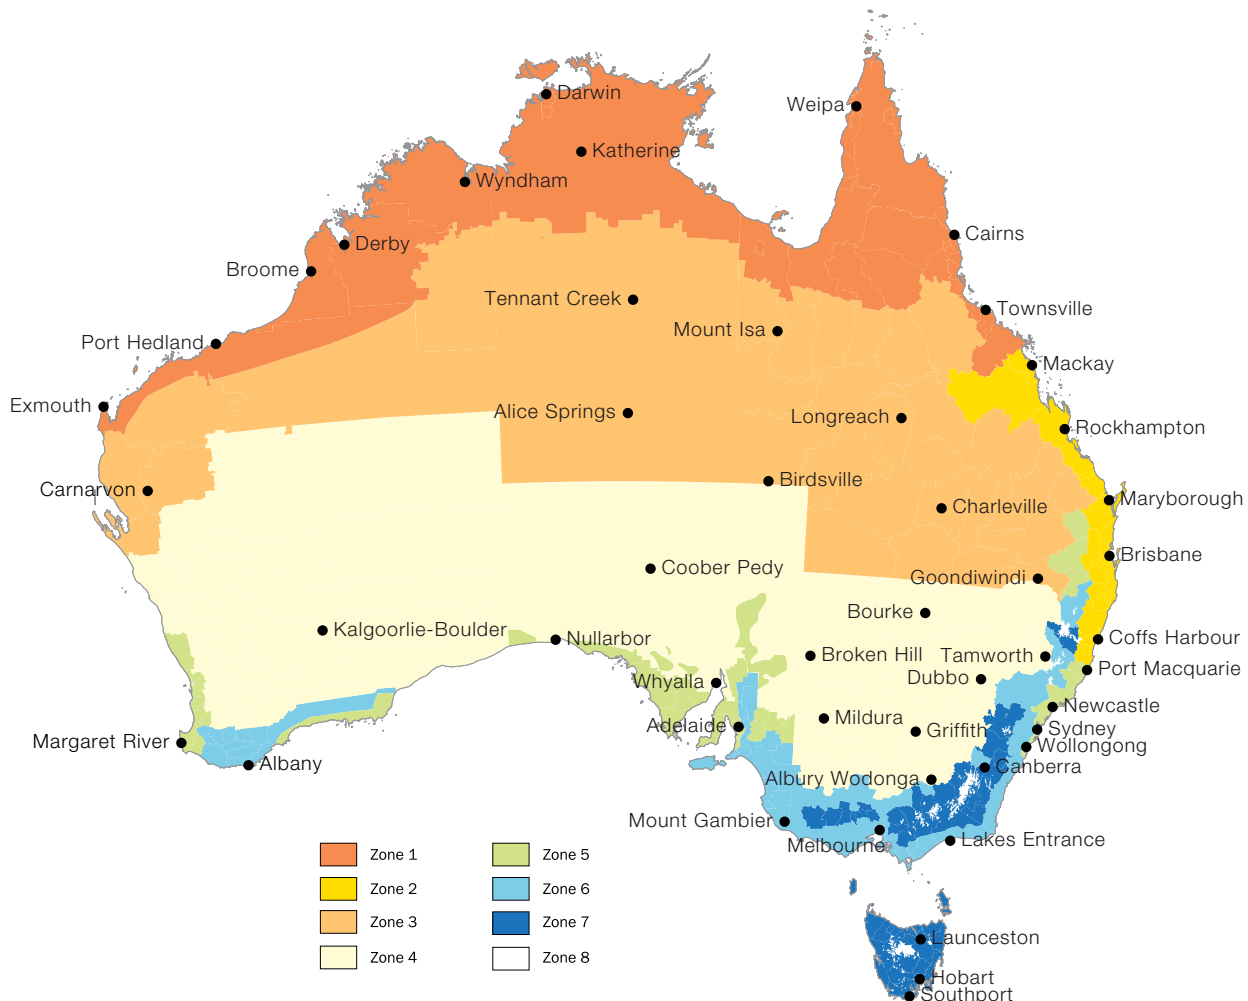 Darwin
Weipa
Katherine
Wyndham
Cairns
Derby
Broome
Tennant Creek
Townsville
Mount Isa
Port Hedland
Mackay
Exmouth
Alice Springs
Longreach
Rockhampton
Birdsville
Carnarvon
Maryborough
Charleville
Brisbane
Coober Pedy
Goondiwindi
Bourke
Kalgoorlie-Boulder
Nullarbor
Coffs Harbour
Broken Hill
Tamworth
Port Macquarie
Dubbo
Whyalla
Newcastle
Mildura
Adelaide
Griffith
Sydney
Margaret River
Wollongong
Albany
Canberra
Albury Wodonga
Mount Gambier
Lakes Entrance
Melbourne
Zone 1
Zone 5
Zone 2
Zone 6
Zone 3
Zone 7
Zone 4
Zone 8
Launceston
Hobart
Southport